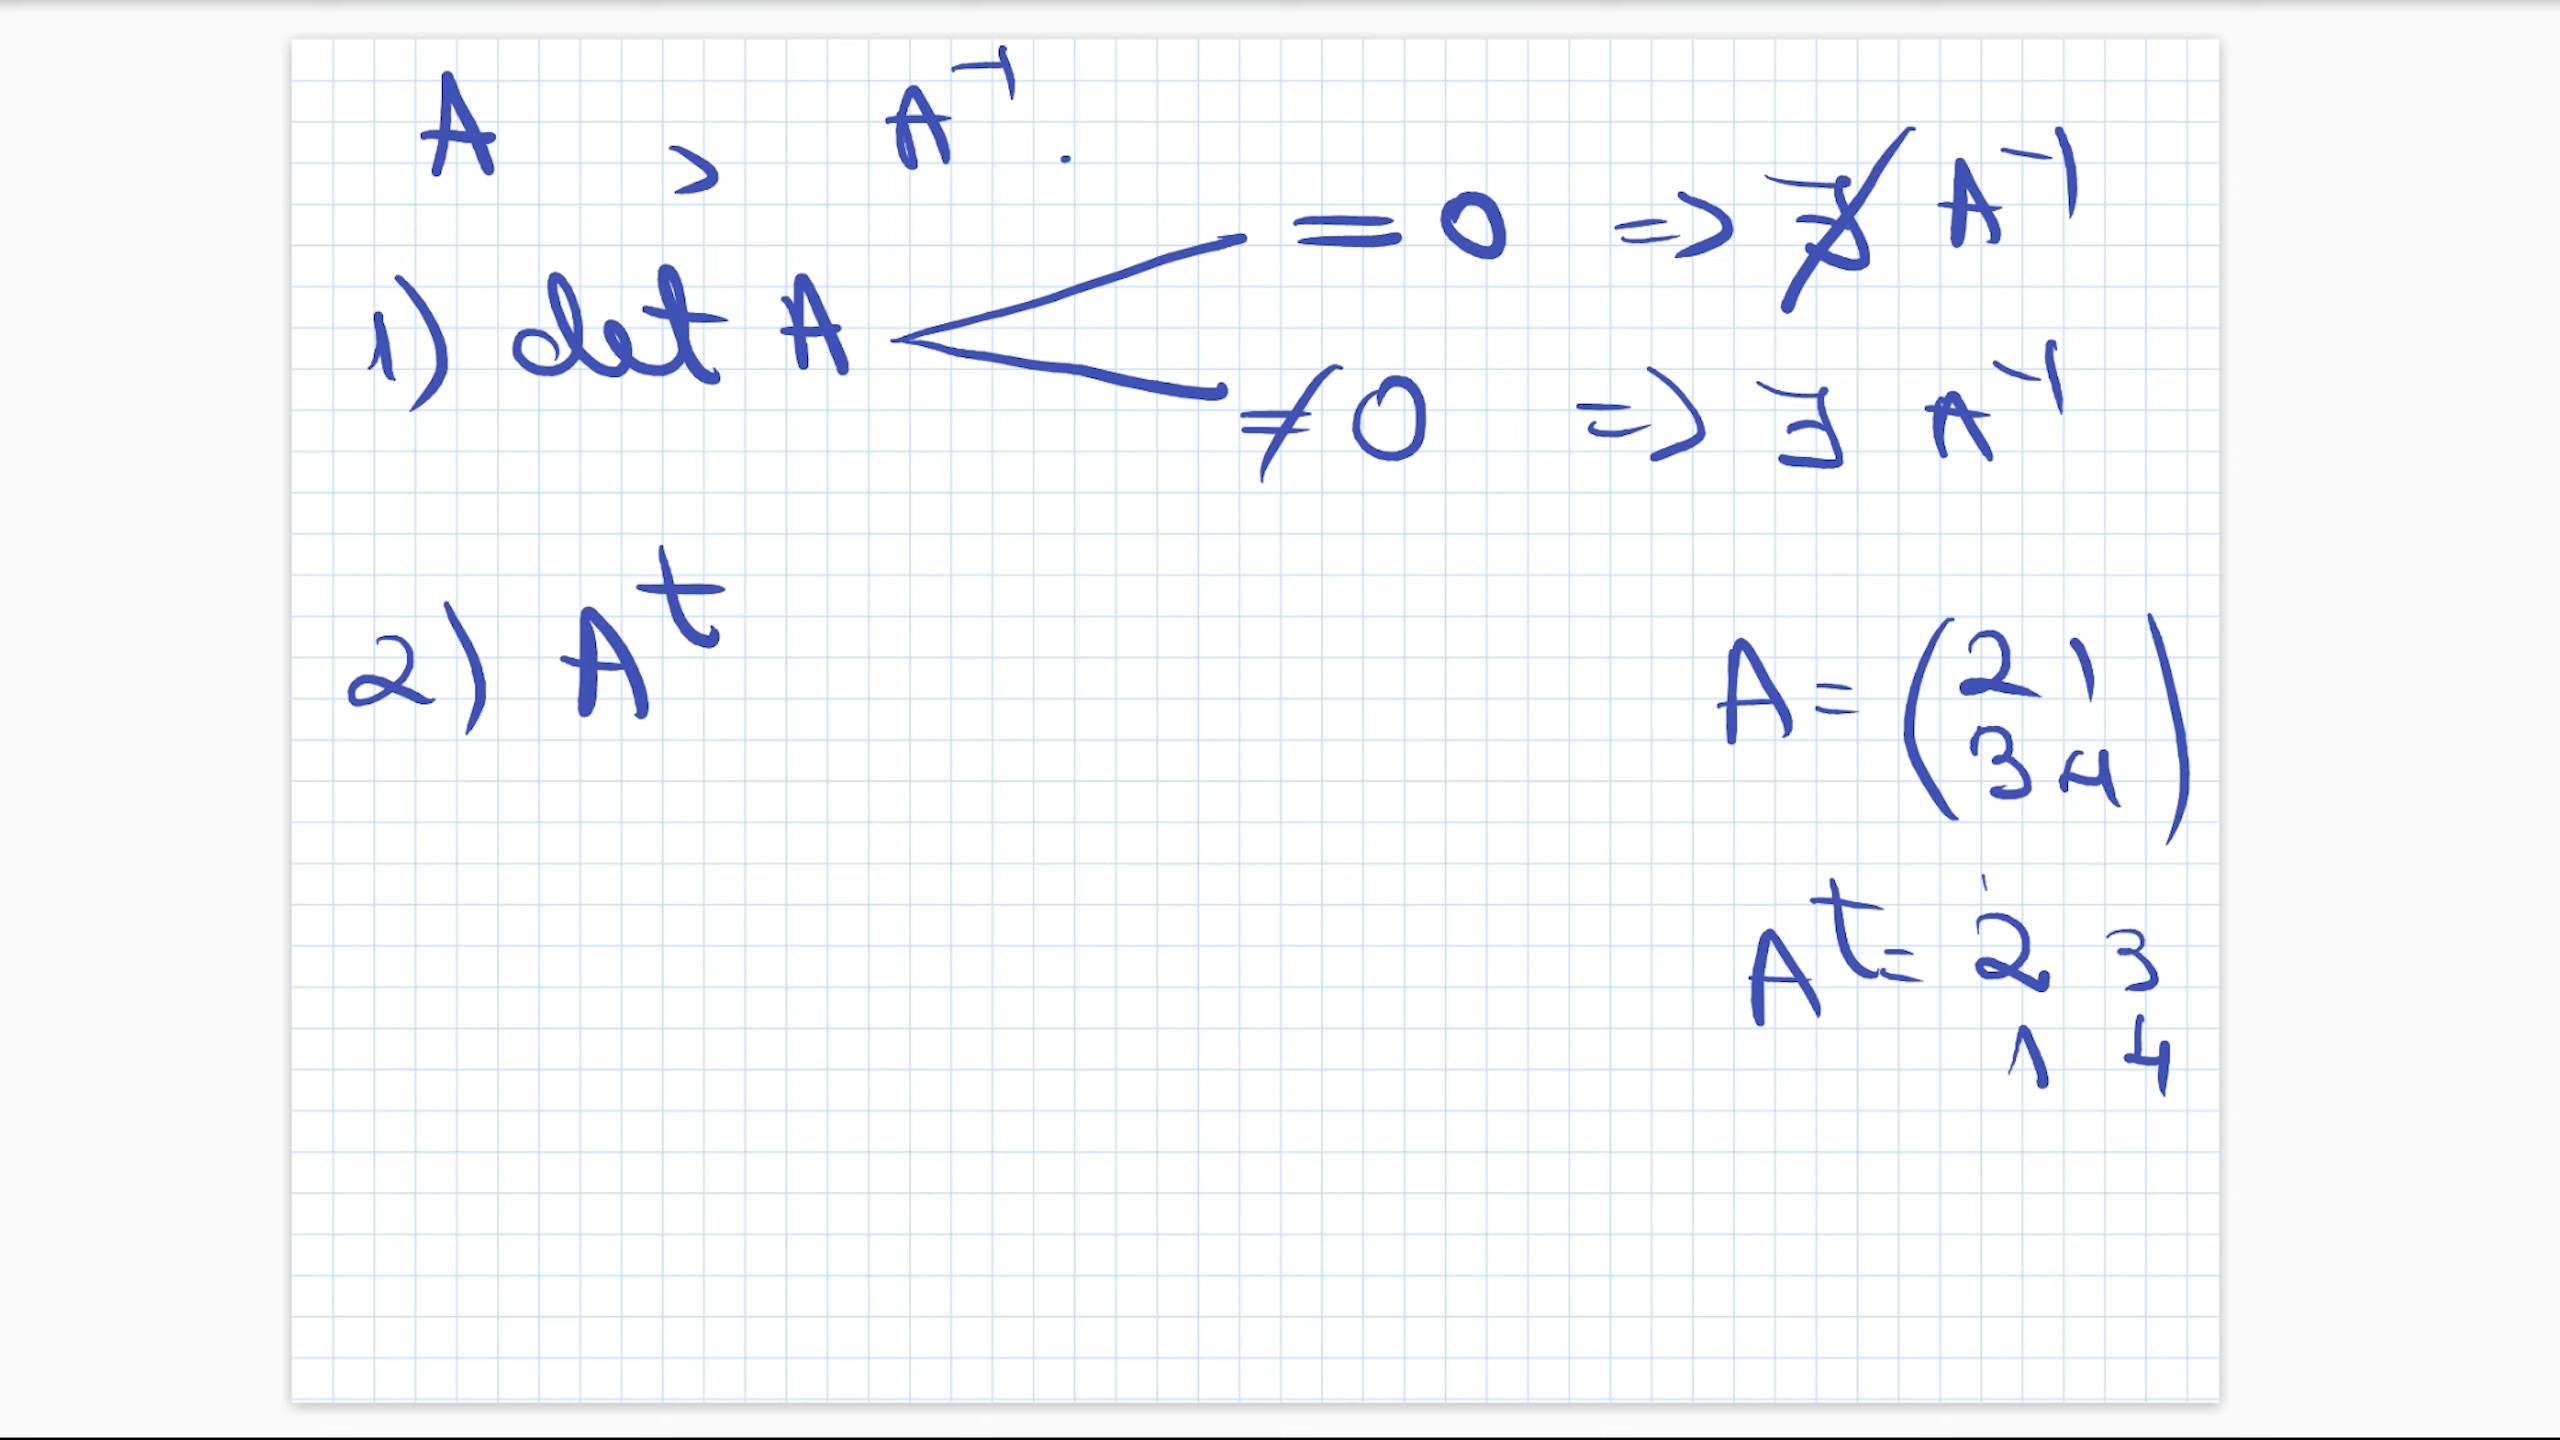 A , A⁻¹.
= 0 => ∄ A⁻¹
1) det A
≠ 0 => ∃ A⁻¹
2) Aᵗ
A = (2 1
3 4)
Aᵗ = 2 3
1 4